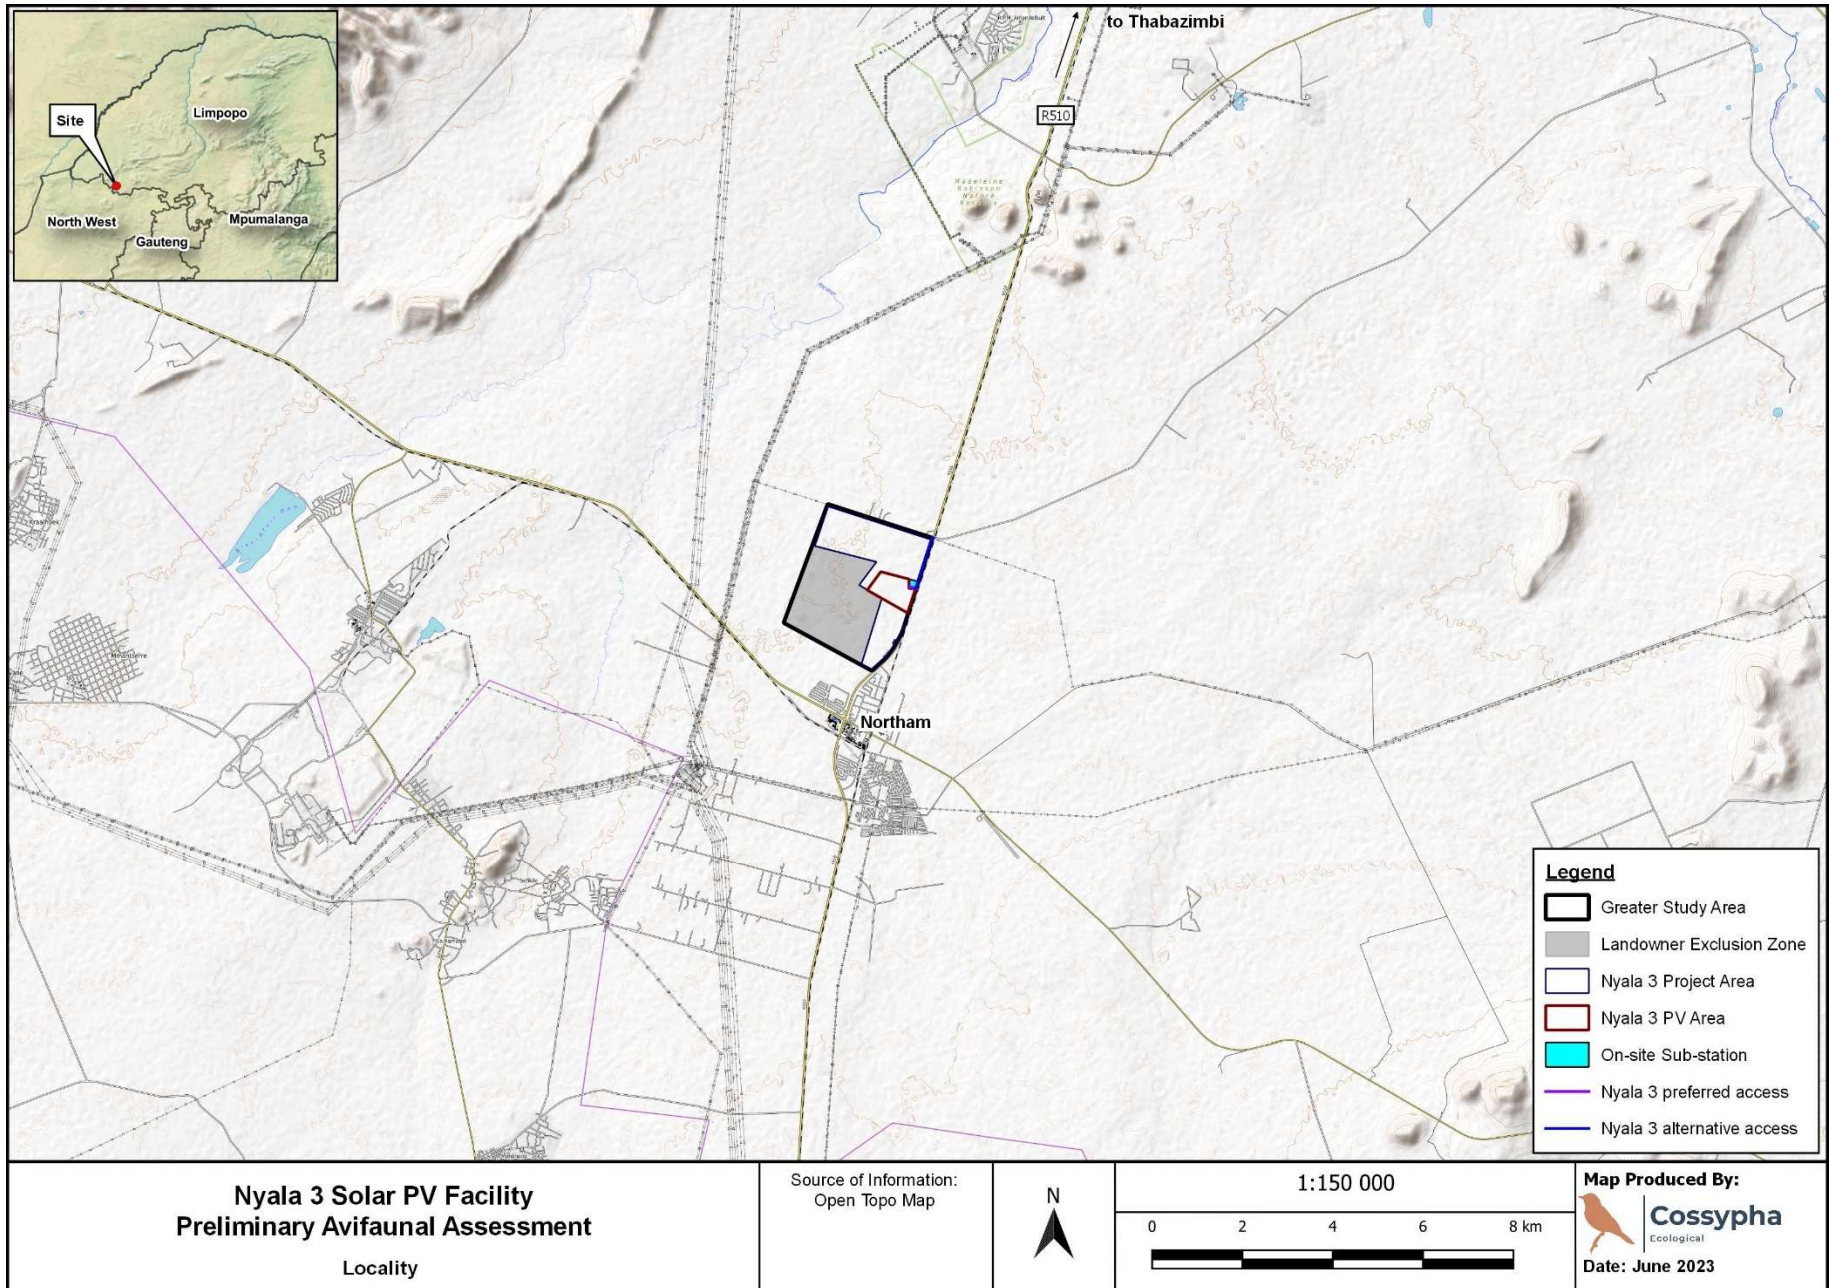 to Thabazimbi
R510
Madeleine
Robinson
Nature
Site
Limpopo
North West
Gauteng
Mpumalanga
Northam
Legend
Greater Study Area
Landowner Exclusion Zone
Nyala 3 Project Area
Nyala 3 PV Area
On-site Sub-station
Nyala 3 preferred access
Nyala 3 alternative access
Nyala 3 Solar PV Facility
Preliminary Avifaunal Assessment
Locality
Source of Information:
Open Topo Map
N
1:150 000
0 2 4 6 8 km
Map Produced By:
Cossypha
Ecological
Date: June 2023